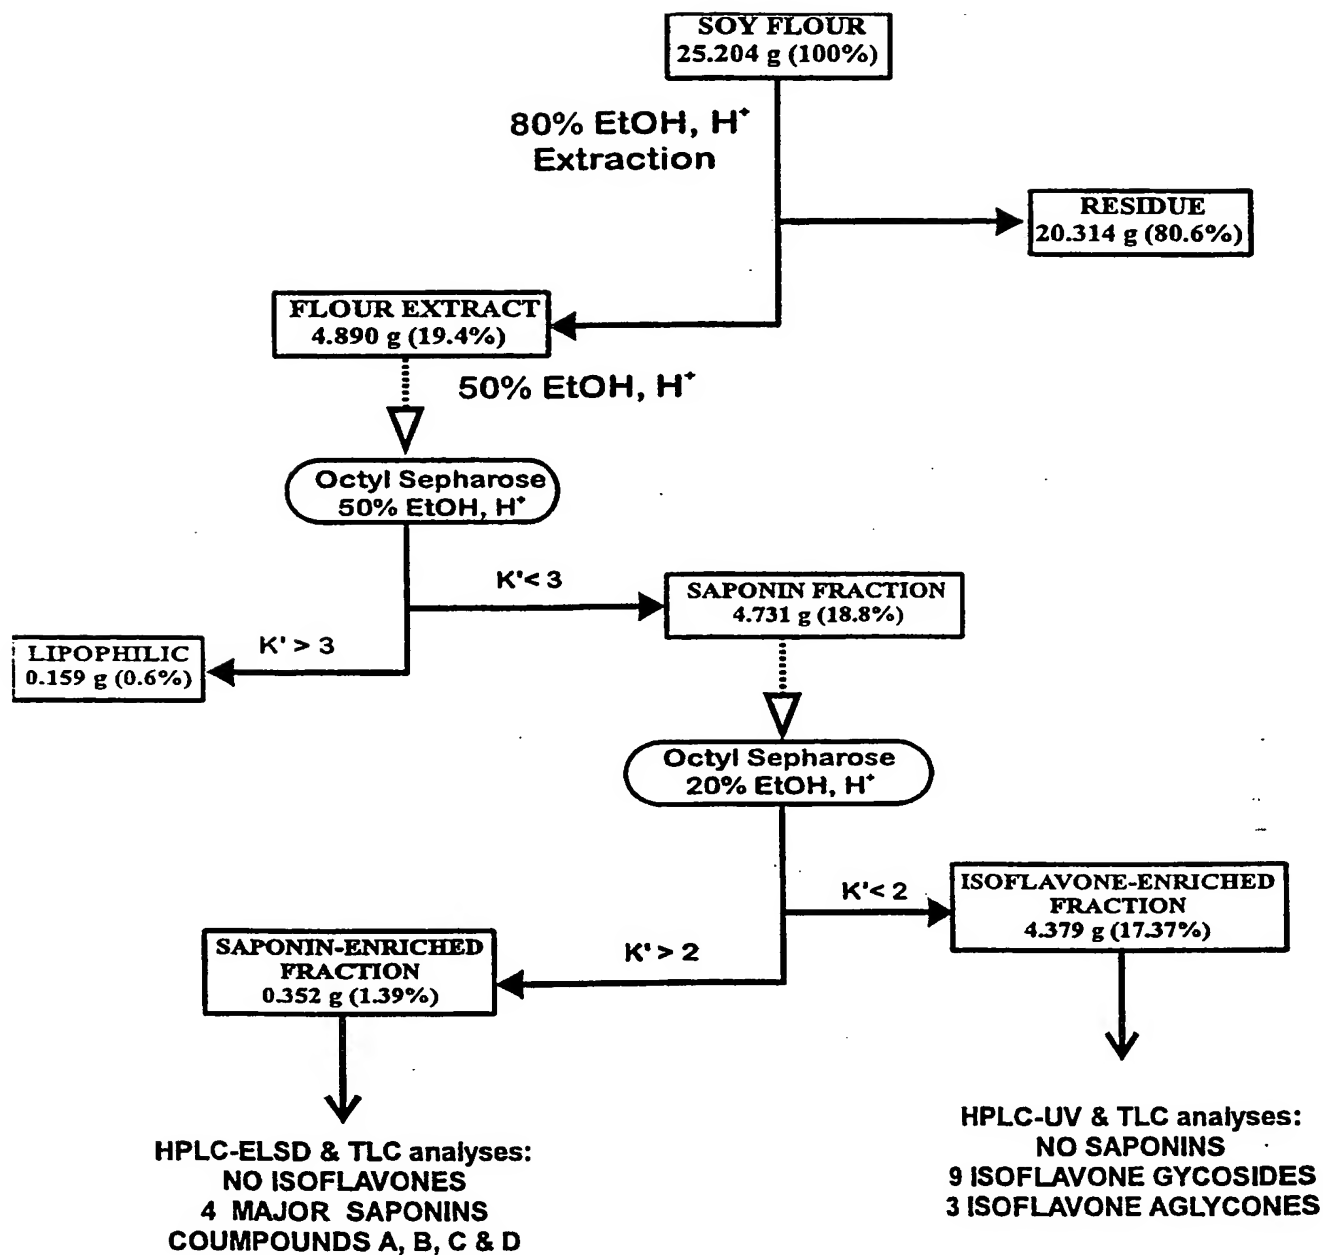 SOY FLOUR
25.204 g (100%)
80% EtOH, H⁺
Extraction
RESIDUE
20.314 g (80.6%)
FLOUR EXTRACT
4.890 g (19.4%)
50% EtOH, H⁺
Octyl Sepharose
50% EtOH, H⁺
K'< 3
SAPONIN FRACTION
4.731 g (18.8%)
K' > 3
LIPOPHILIC
0.159 g (0.6%)
Octyl Sepharose
20% EtOH, H⁺
K'< 2
ISOFLAVONE-ENRICHED
FRACTION
4.379 g (17.37%)
K' > 2
SAPONIN-ENRICHED
FRACTION
0.352 g (1.39%)
HPLC-ELSD & TLC analyses:
NO ISOFLAVONES
4 MAJOR SAPONINS
COUMPOUNDS A, B, C & D
HPLC-UV & TLC analyses:
NO SAPONINS
9 ISOFLAVONE GYCOSIDES
3 ISOFLAVONE AGLYCONES